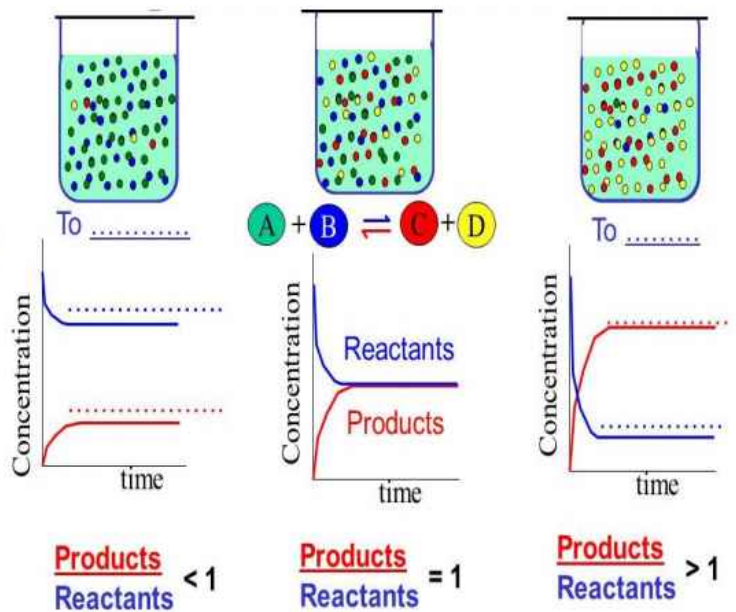 To ............
A + B ⇌ C + D
To ..........
Concentration
time
Concentration
Reactants
Products
time
Concentration
time
Products
Reactants
< 1
Products
Reactants
= 1
Products
Reactants
> 1